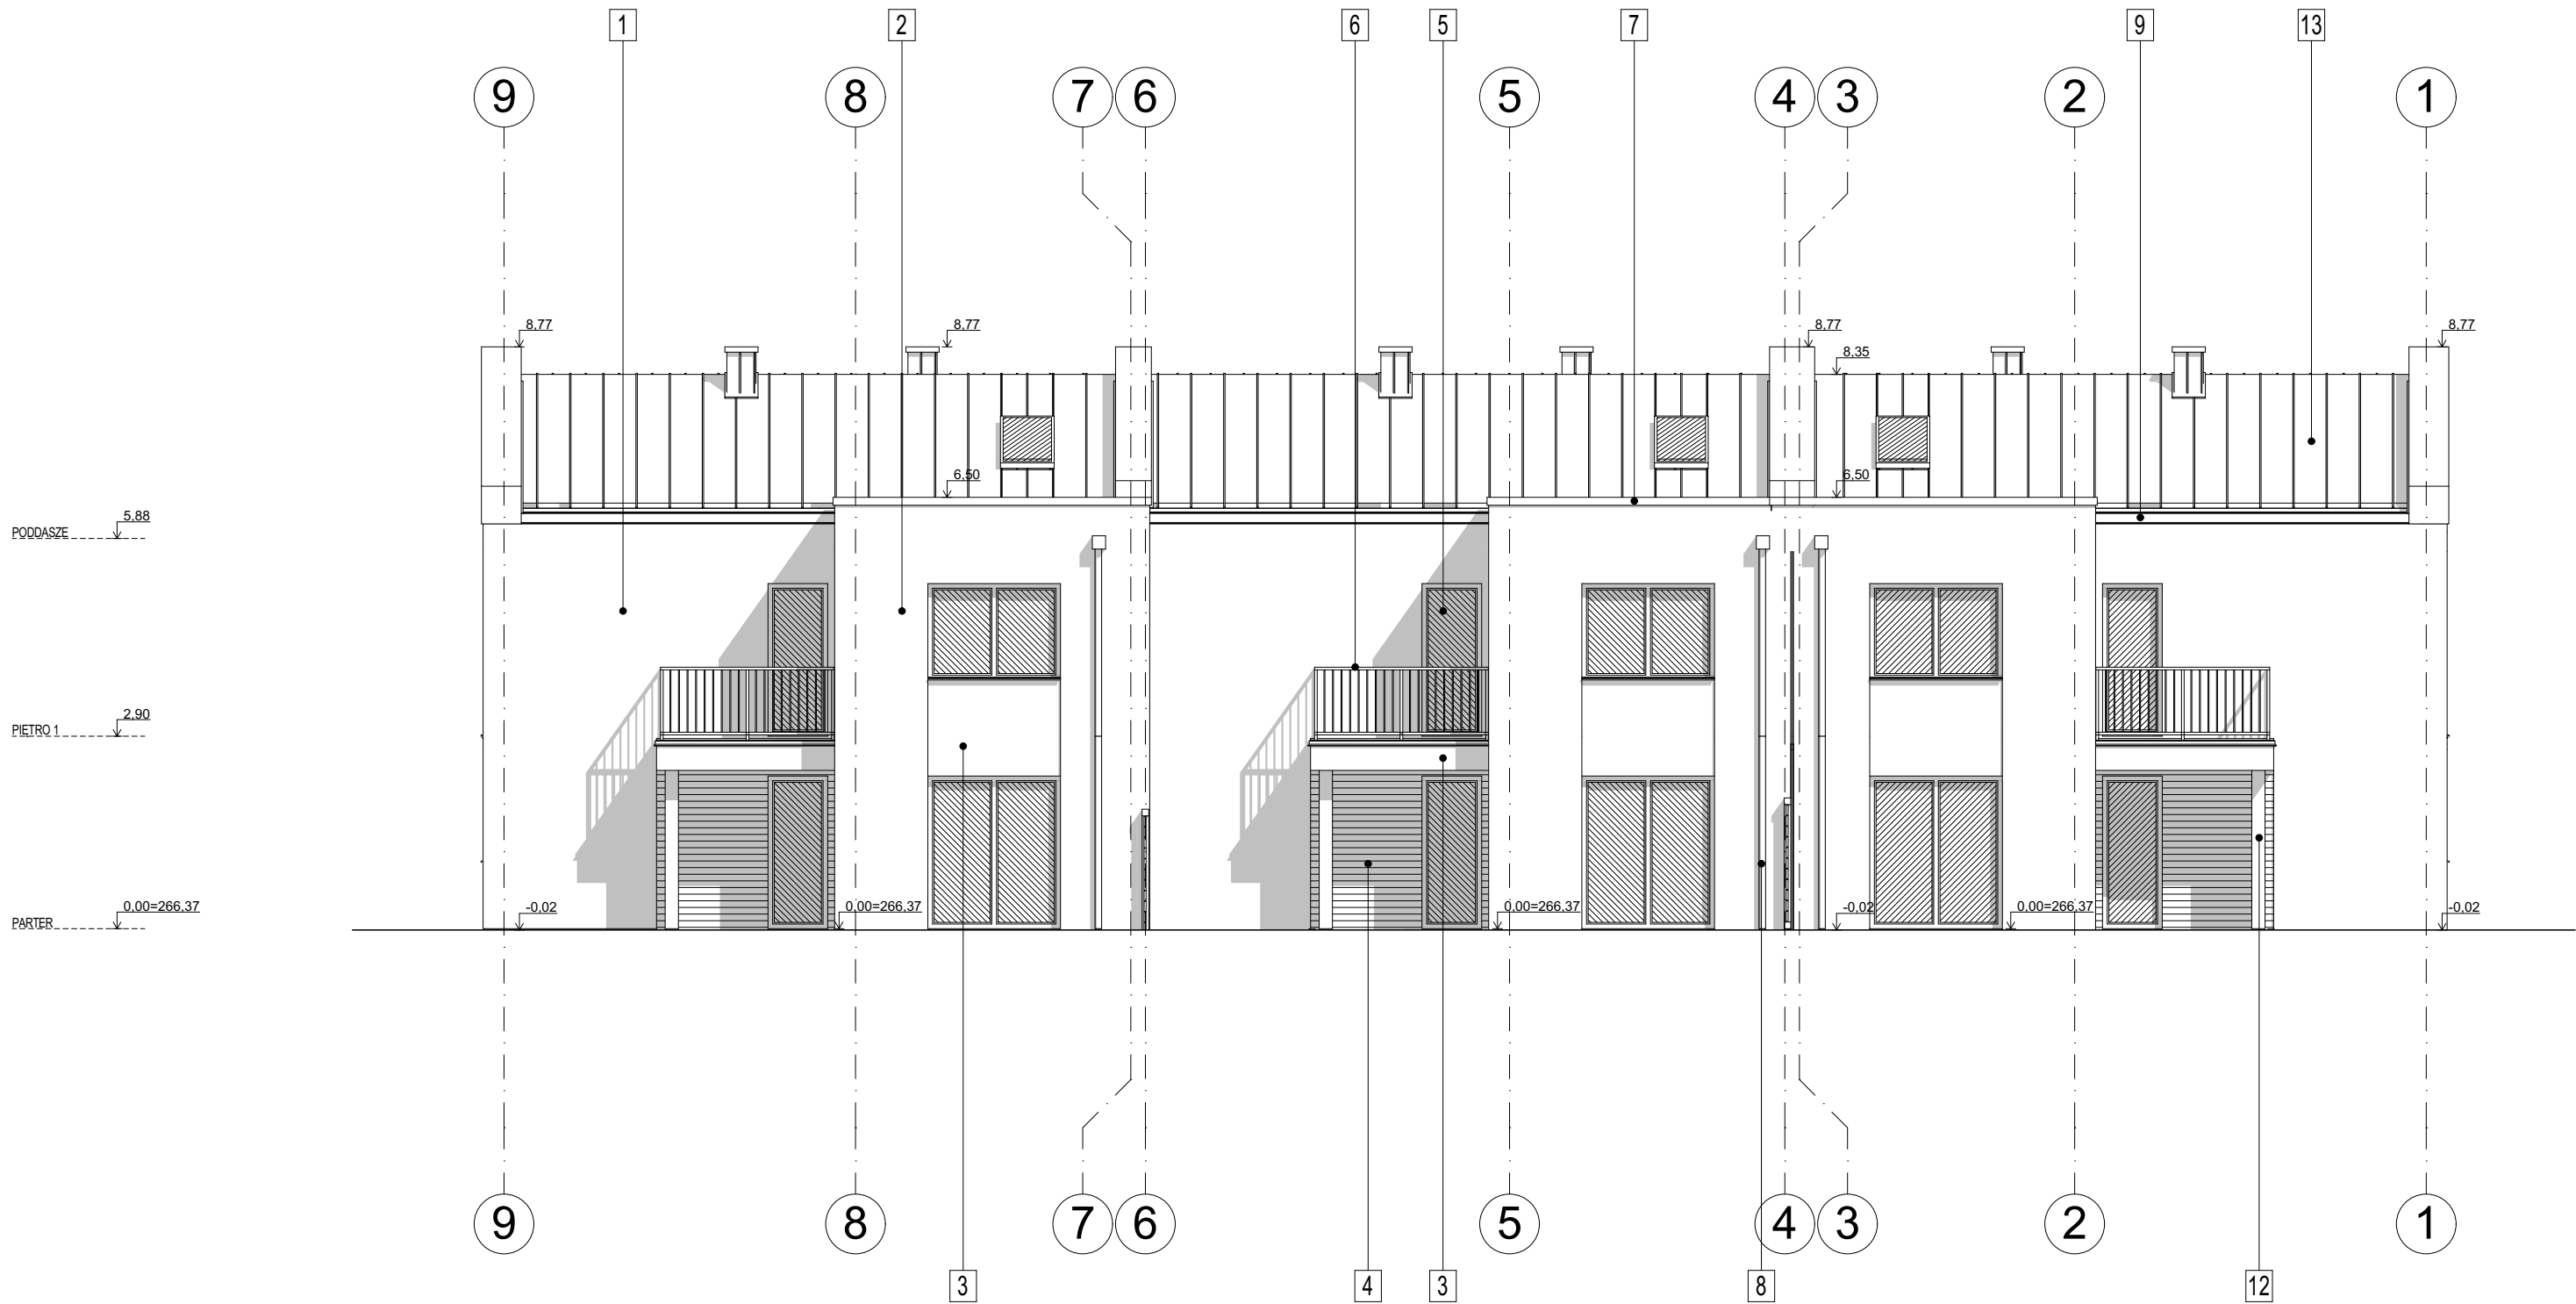 1 2 6 5 7 9 13
9 8 7 6 5 4 3 2 1
8,77 8,77 8,77 8,77
8,35
6,50 6,50
5,88
PODDASZE
2,90
PIĘTRO 1
0,00=266,37 -0,02 0,00=266,37 0,00=266,37 -0,02 0,00=266,37 -0,02
PARTER
9 8 7 6 5 4 3 2 1
3 4 3 8 12